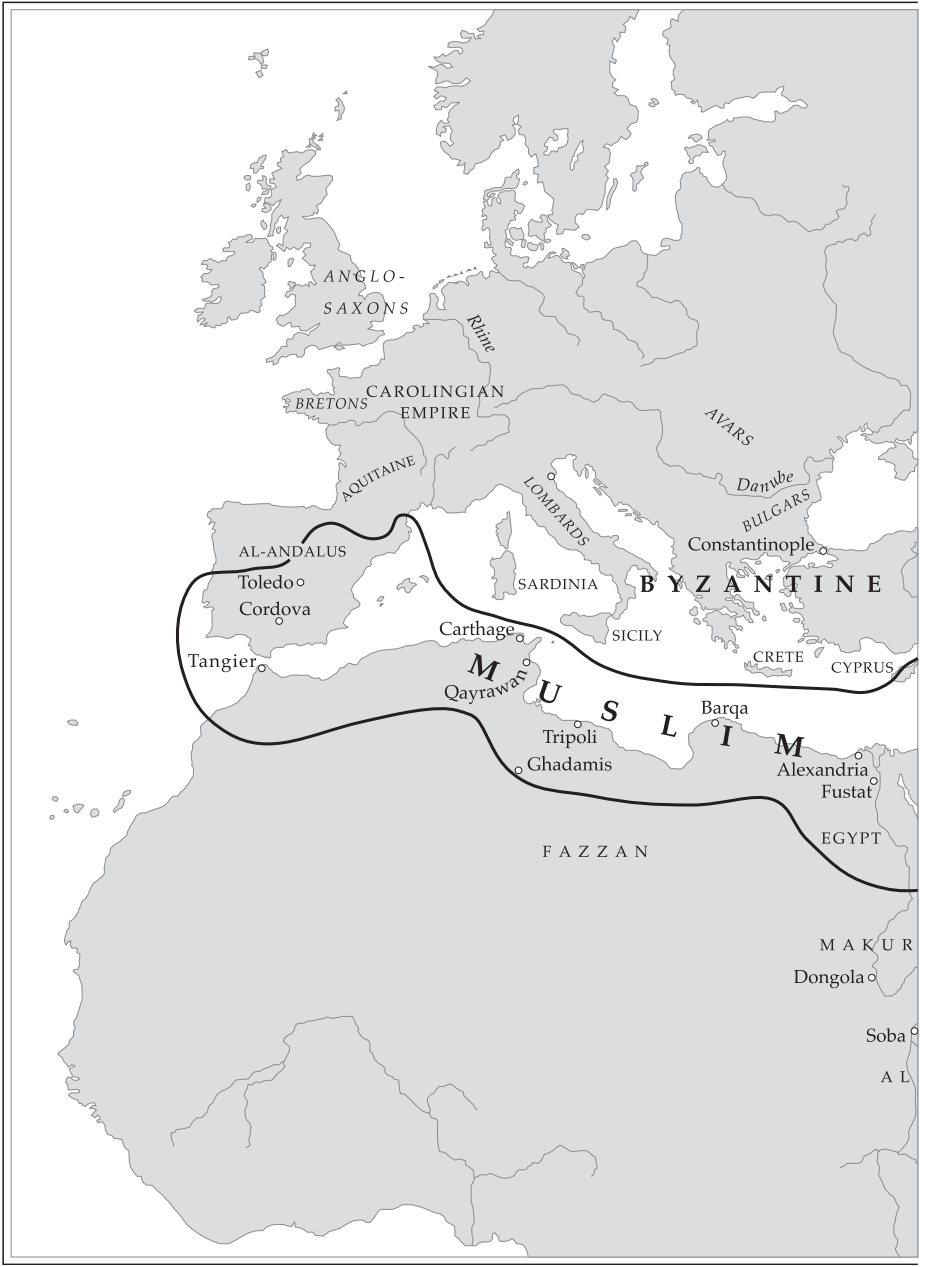 ANGLO-
SAXONS
Rhine
CAROLINGIAN
EMPIRE
BRETONS
AVARS
AQUITAINE
LOMBARDS
Danube
BULGARS
Constantinople
AL-ANDALUS
Toledo
SARDINIA
BYZANTINE
Cordova
Carthage
SICILY
Tangier
CRETE
CYPRUS
MUSLIM
Qayrawan
Barqa
Tripoli
Ghadamis
Alexandria
Fustat
EGYPT
FAZZAN
MAKUR
Dongola
Soba
AL